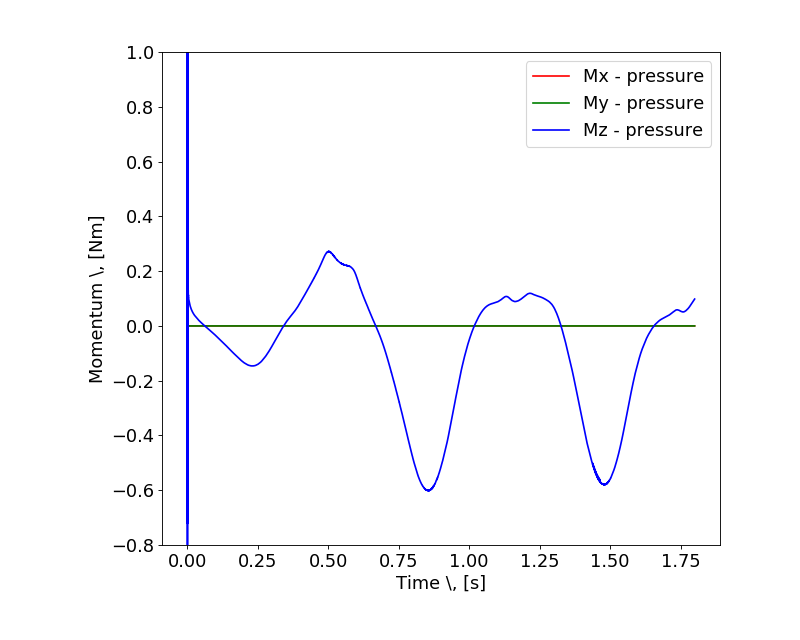 1.0
0.8
0.6
0.4
0.2
0.0
−0.2
−0.4
−0.6
−0.8
Momentum \, [Nm]
Mx - pressure
My - pressure
Mz - pressure
0.00 0.25 0.50 0.75 1.00 1.25 1.50 1.75
Time \, [s]